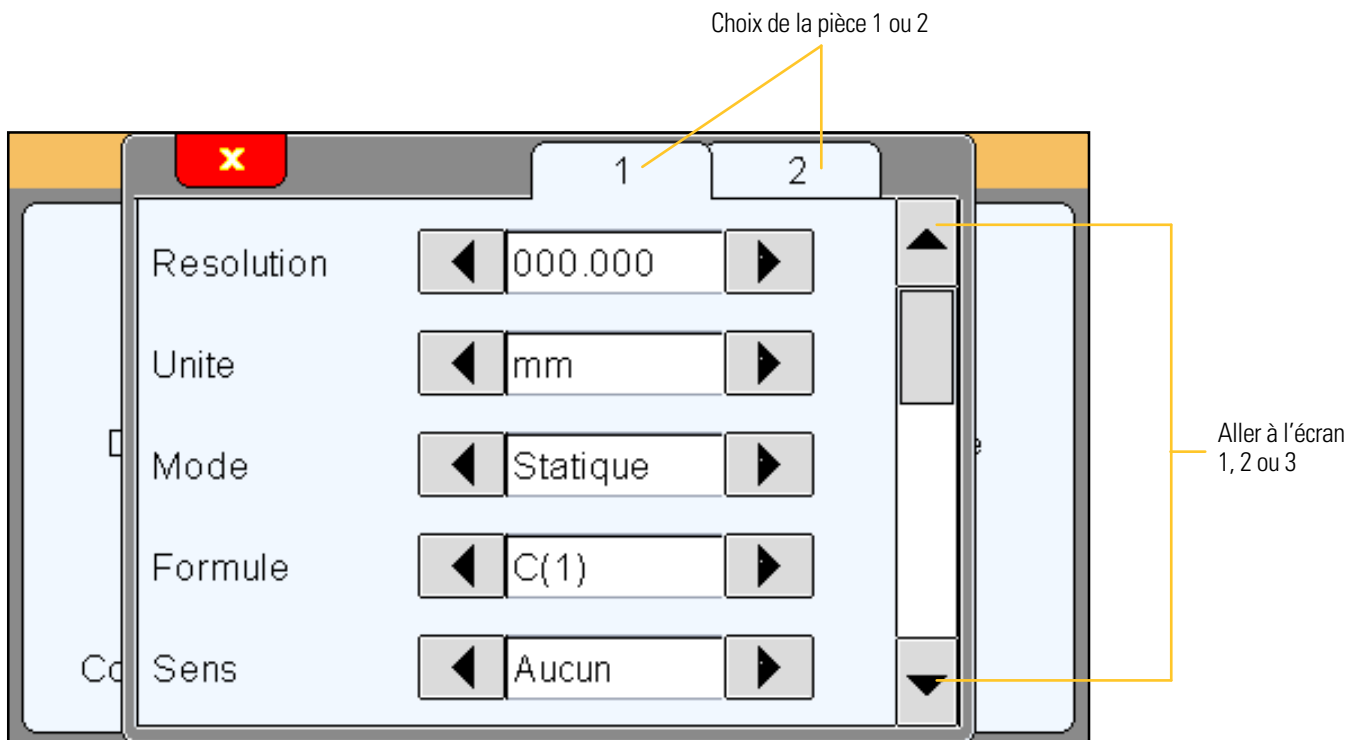 Choix de la pièce 1 ou 2
x
1 2
Resolution 000.000
Unite mm
Mode Statique
Formule C(1)
Sens Aucun
Aller à l'écran
1, 2 ou 3